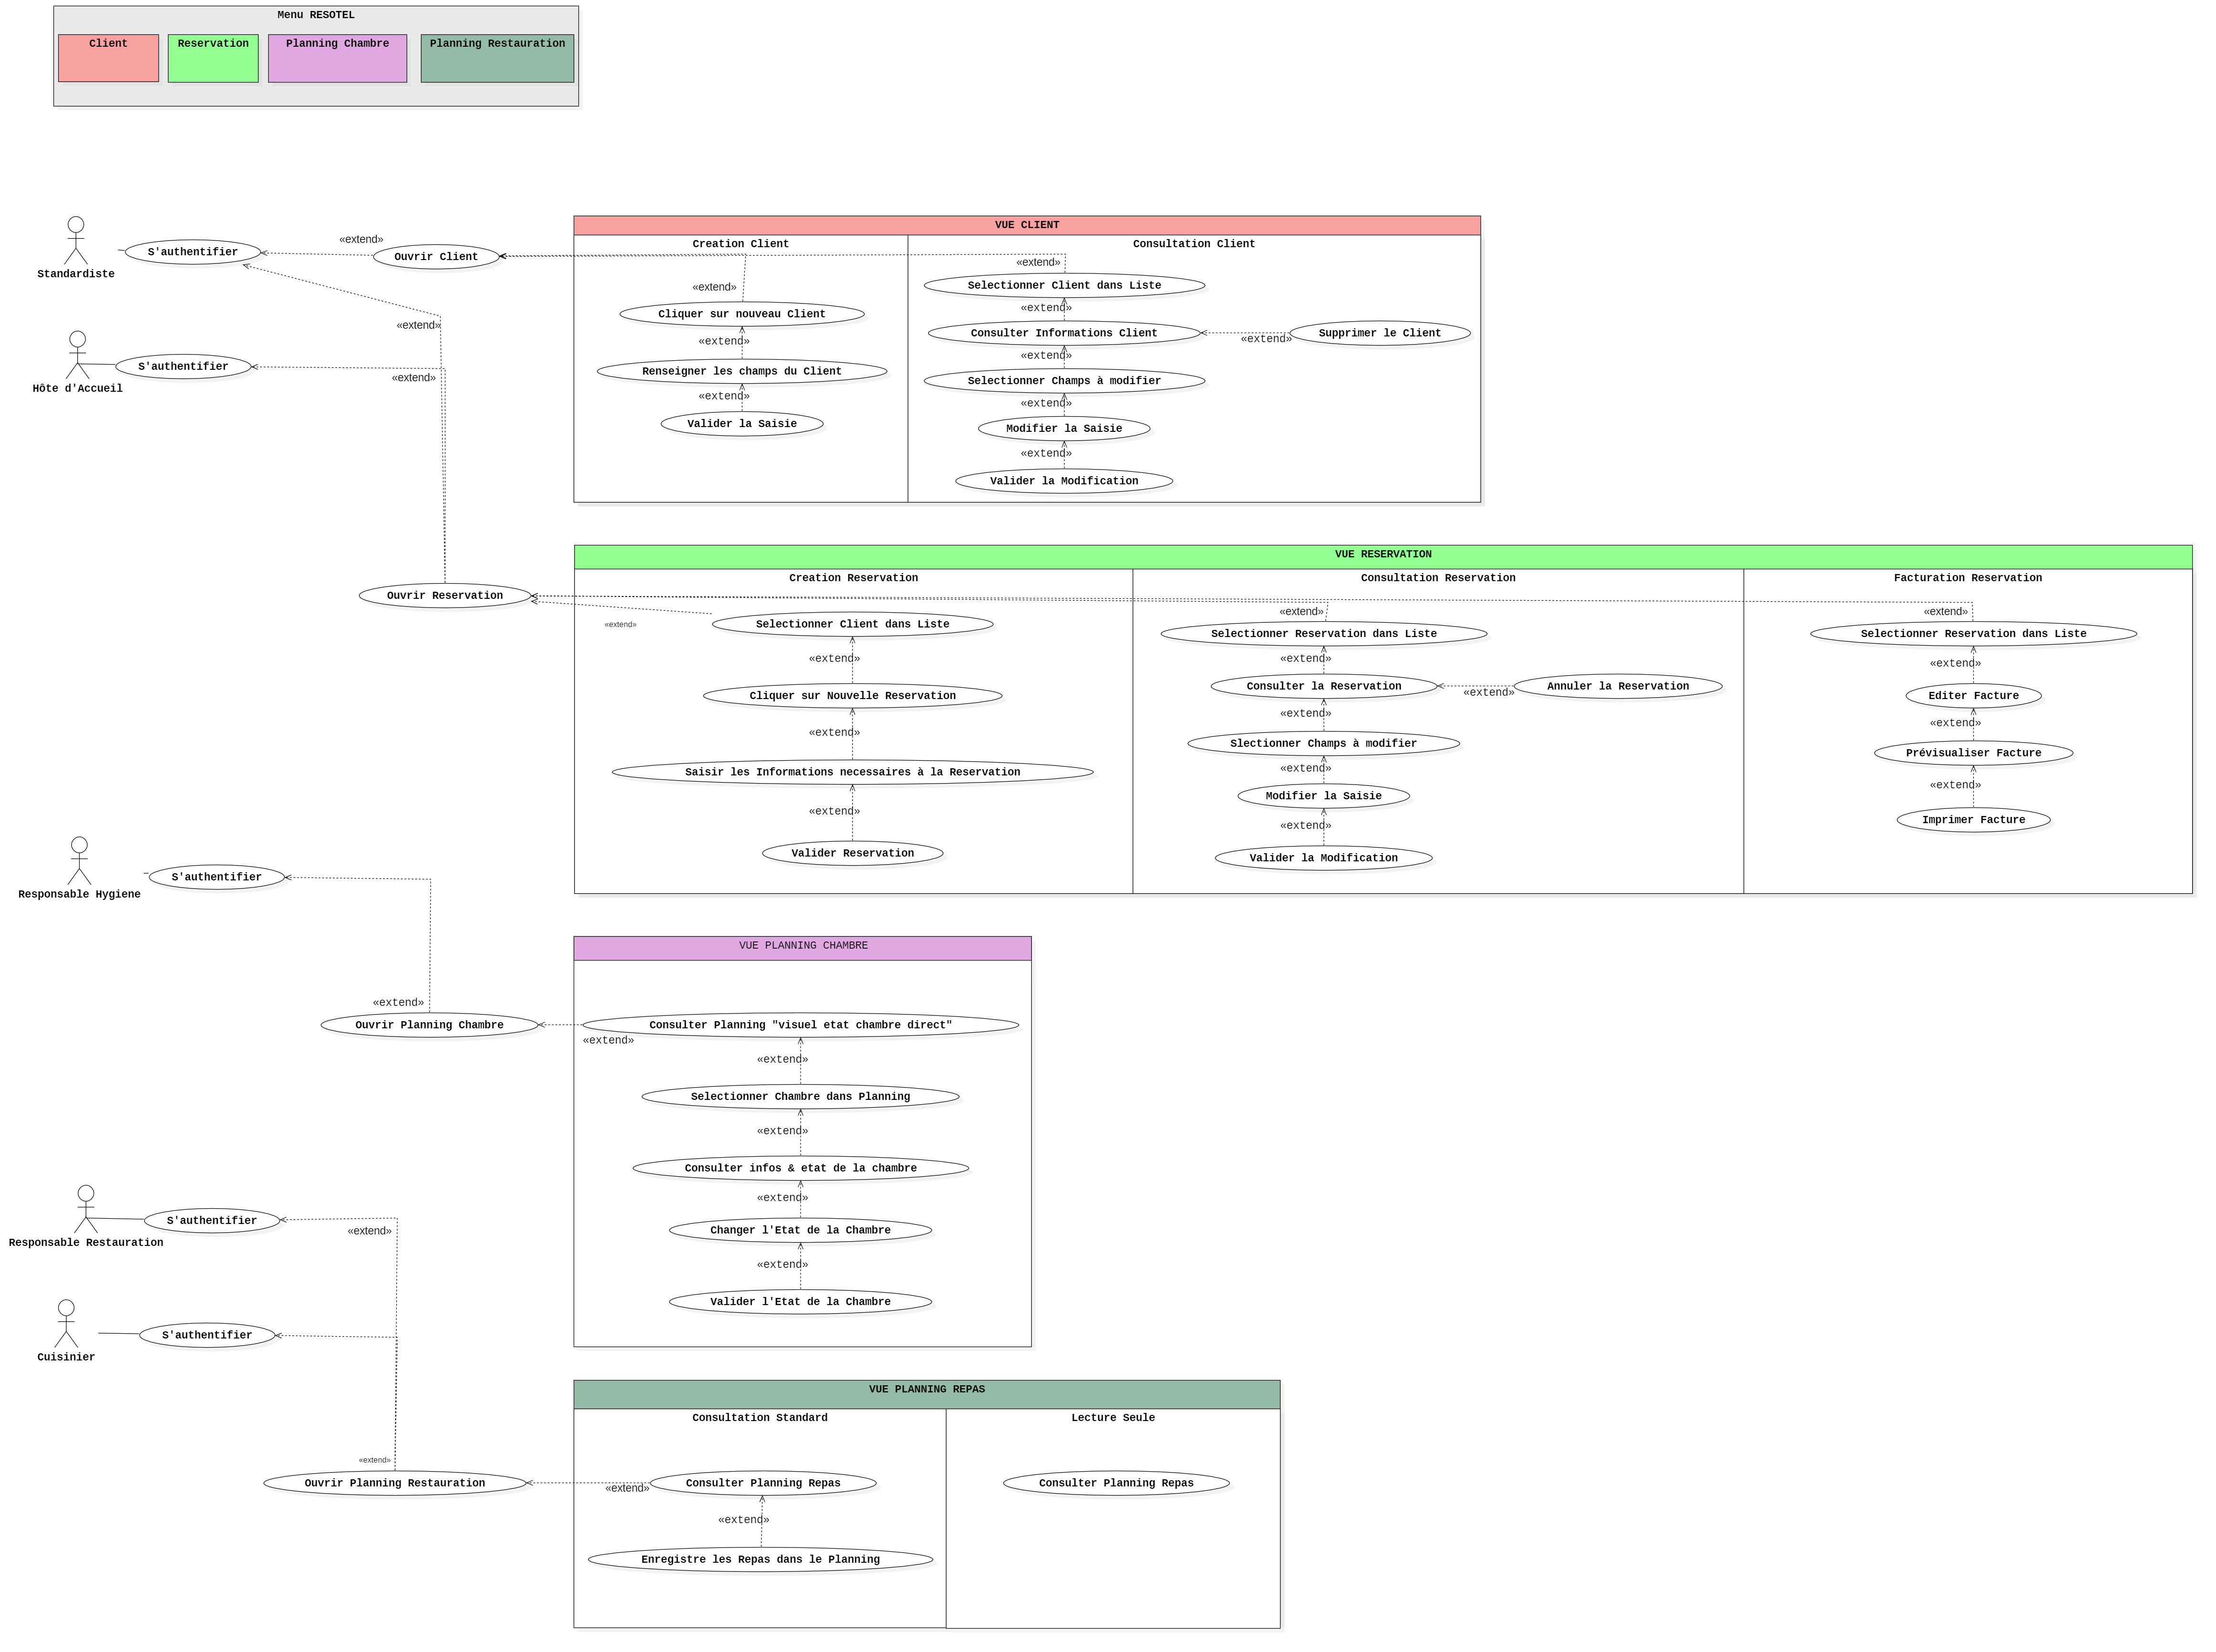 Menu RESOTEL
Client
Reservation
Planning Chambre
Planning Restauration
Standardiste
S'authentifier
«extend»
Ouvrir Client
«extend»
Hôte d'Accueil
S'authentifier
«extend»
VUE CLIENT
Creation Client
«extend»
Cliquer sur nouveau Client
«extend»
Renseigner les champs du Client
«extend»
Valider la Saisie
Consultation Client
«extend»
Selectionner Client dans Liste
«extend»
Consulter Informations Client
«extend»
Supprimer le Client
«extend»
Selectionner Champs à modifier
«extend»
Modifier la Saisie
«extend»
Valider la Modification
Ouvrir Reservation
VUE RESERVATION
Creation Reservation
«extend»
Selectionner Client dans Liste
«extend»
Cliquer sur Nouvelle Reservation
«extend»
Saisir les Informations necessaires à la Reservation
«extend»
Valider Reservation
Consultation Reservation
«extend»
Selectionner Reservation dans Liste
«extend»
Consulter la Reservation
«extend»
Annuler la Reservation
«extend»
Slectionner Champs à modifier
«extend»
Modifier la Saisie
«extend»
Valider la Modification
Facturation Reservation
«extend»
Selectionner Reservation dans Liste
«extend»
Editer Facture
«extend»
Prévisualiser Facture
«extend»
Imprimer Facture
Responsable Hygiene
S'authentifier
«extend»
Ouvrir Planning Chambre
VUE PLANNING CHAMBRE
Consulter Planning "visuel etat chambre direct"
«extend»
«extend»
Selectionner Chambre dans Planning
«extend»
Consulter infos & etat de la chambre
«extend»
Changer l'Etat de la Chambre
«extend»
Valider l'Etat de la Chambre
Responsable Restauration
S'authentifier
«extend»
Cuisinier
S'authentifier
«extend»
Ouvrir Planning Restauration
VUE PLANNING REPAS
Consultation Standard
Consulter Planning Repas
«extend»
«extend»
Enregistre les Repas dans le Planning
Lecture Seule
Consulter Planning Repas